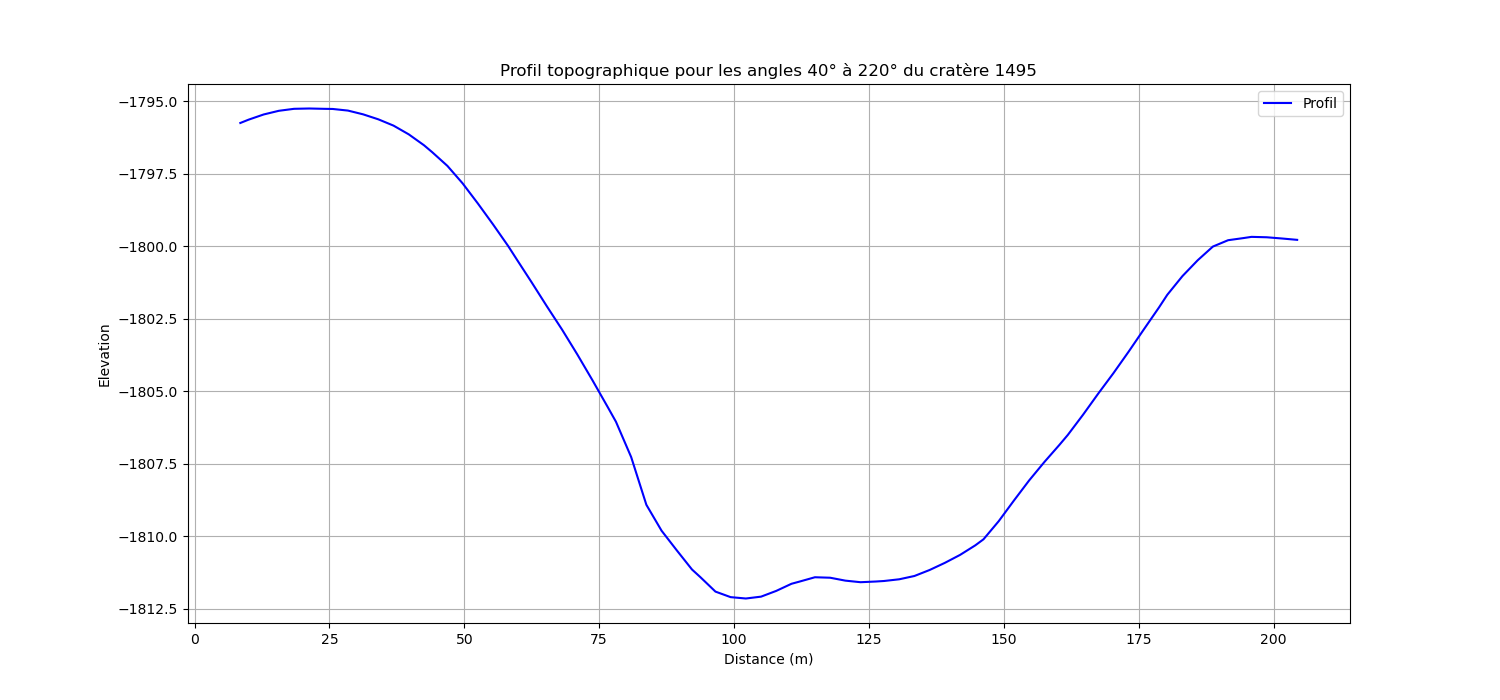 Profil topographique pour les angles 40° à 220° du cratère 1495
Profil
−1795.0
−1797.5
−1800.0
−1802.5
−1805.0
−1807.5
−1810.0
−1812.5
Elevation
0 25 50 75 100 125 150 175 200
Distance (m)